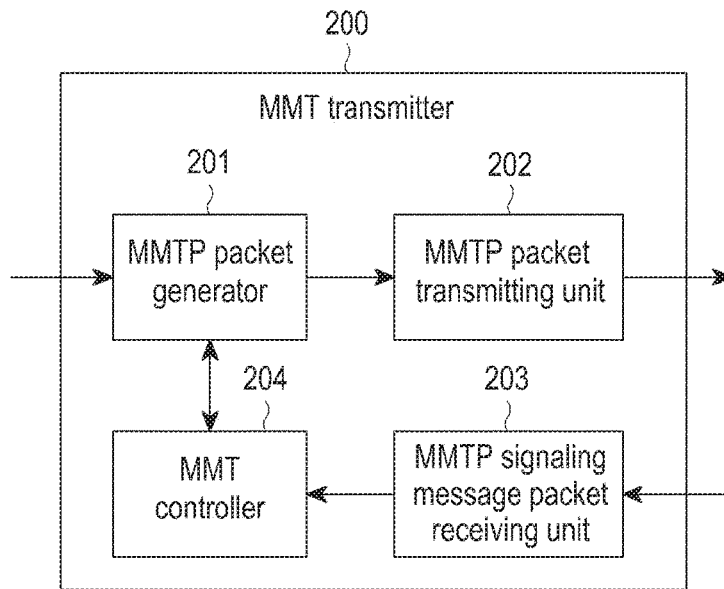 200
MMT transmitter
201
202
MMTP packet
generator
MMTP packet
transmitting unit
204
203
MMT
controller
MMTP signaling
message packet
receiving unit